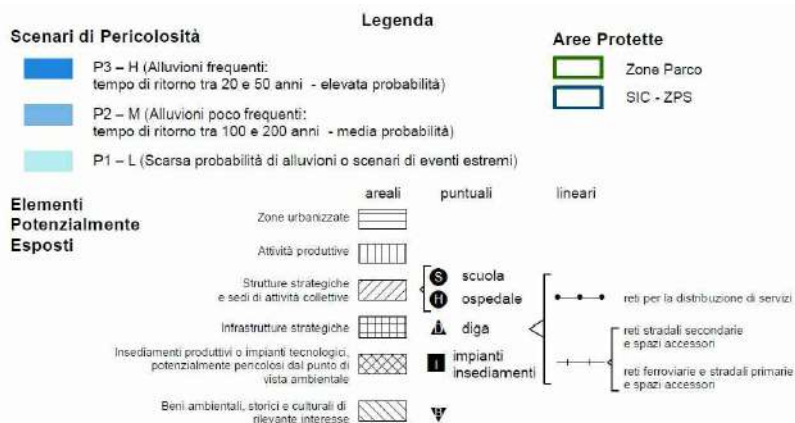 Legenda
Scenari di Pericolosità
P3 – H (Alluvioni frequenti:
tempo di ritorno tra 20 e 50 anni - elevata probabilità)
P2 – M (Alluvioni poco frequenti:
tempo di ritorno tra 100 e 200 anni - media probabilità)
P1 – L (Scarsa probabilità di alluvioni o scenari di eventi estremi)
Aree Protette
Zone Parco
SIC - ZPS
Elementi
Potenzialmente
Esposti
areali
puntuali
lineari
Zone urbanizzate
Attività produttive
Strutture strategiche
e sedi di attività collettive
S scuola
H ospedale
Infrastrutture strategiche
D diga
Insediamenti produttivi o impianti tecnologici,
potenzialmente pericolosi dal punto di
vista ambientale
I impianti
insediamenti
Beni ambientali, storici e culturali di
rilevante interesse
reti per la distribuzione di servizi
reti stradali secondarie
e spazi accessori
reti ferroviarie e stradali primarie
e spazi accessori